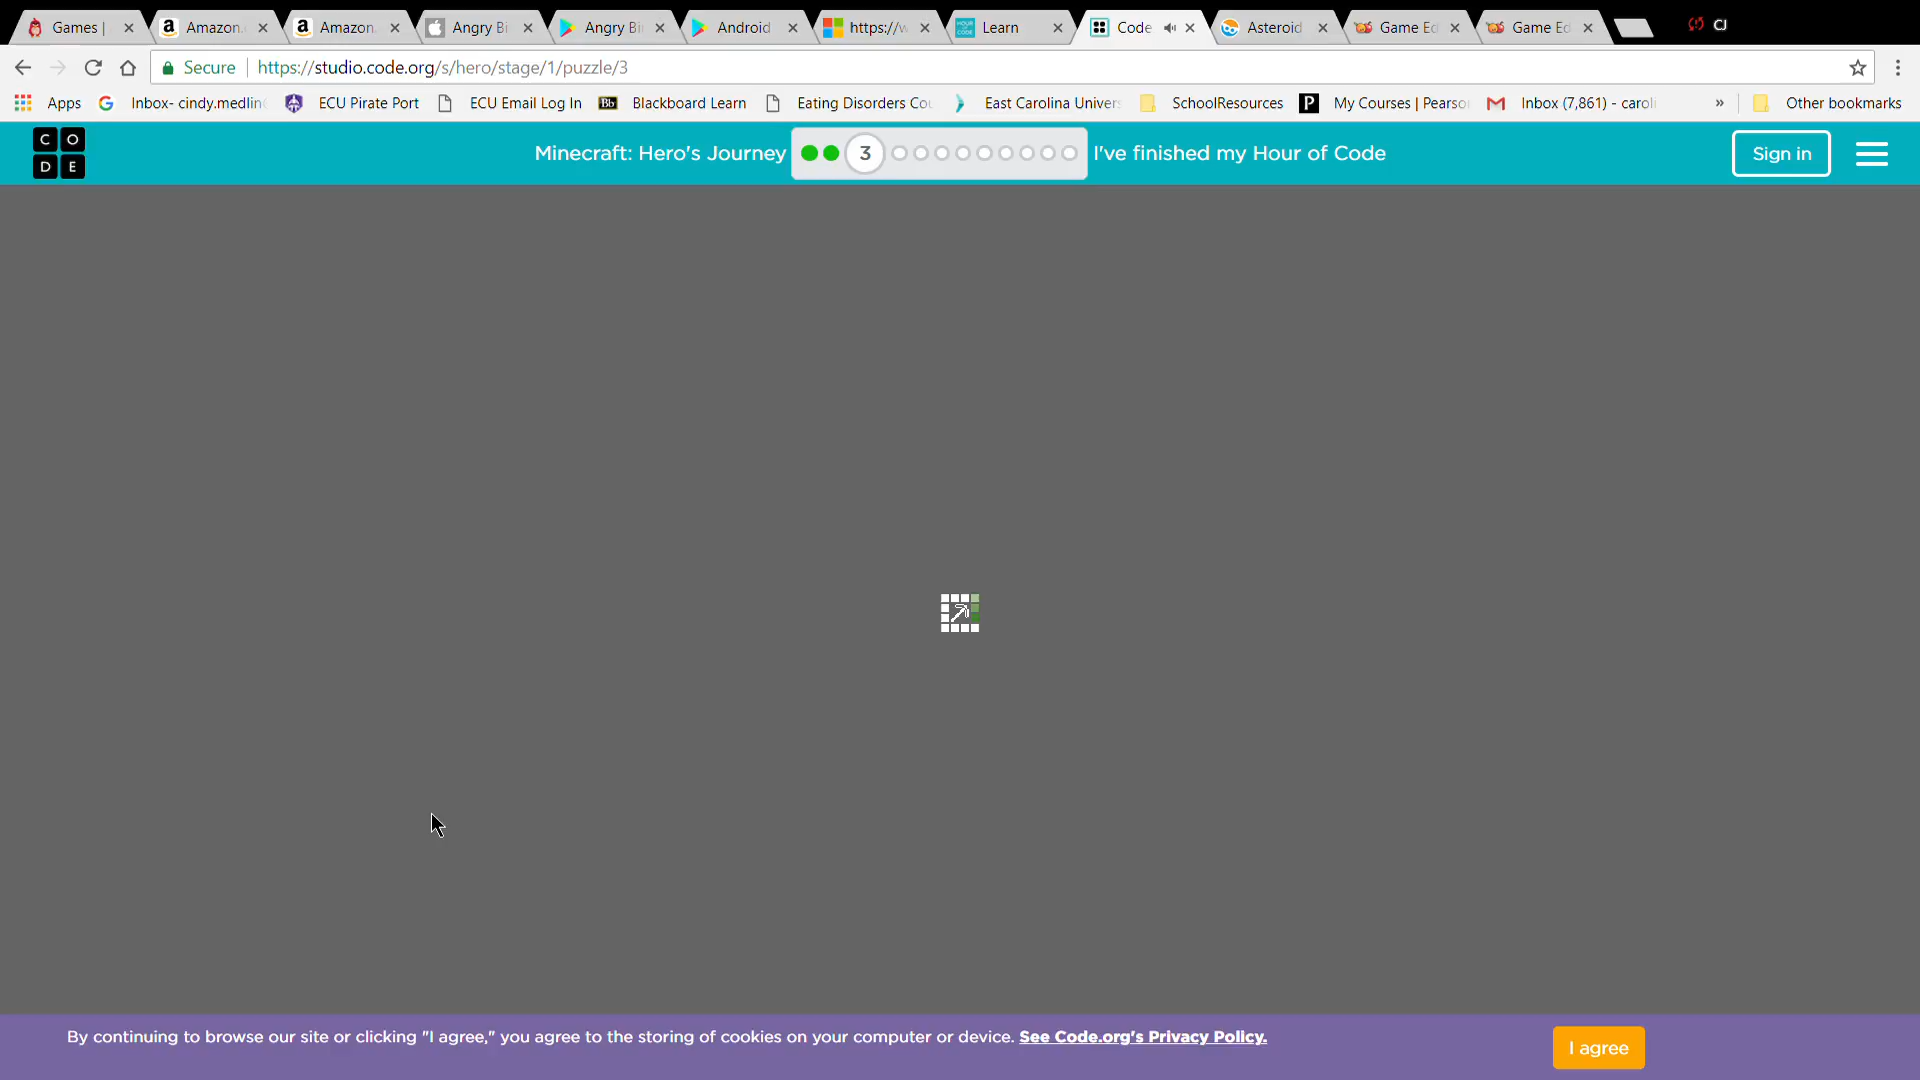 Games |
Amazon.
Amazon.
Angry Bi
Angry Bi
Android
https://w
Learn
Code
Asteroid
Game Ed
Game Ed
CJ
Secure
https://studio.code.org/s/hero/stage/1/puzzle/3
Apps
Inbox- cindy.medlin
ECU Pirate Port
ECU Email Log In
Bb
Blackboard Learn
Eating Disorders Cou
East Carolina Univers
SchoolResources
P
My Courses | Pearso
Inbox (7,861) - caroli
»
Other bookmarks
C O
D E
Minecraft: Hero's Journey
3
I've finished my Hour of Code
Sign in
By continuing to browse our site or clicking "I agree," you agree to the storing of cookies on your computer or device. See Code.org's Privacy Policy.
I agree